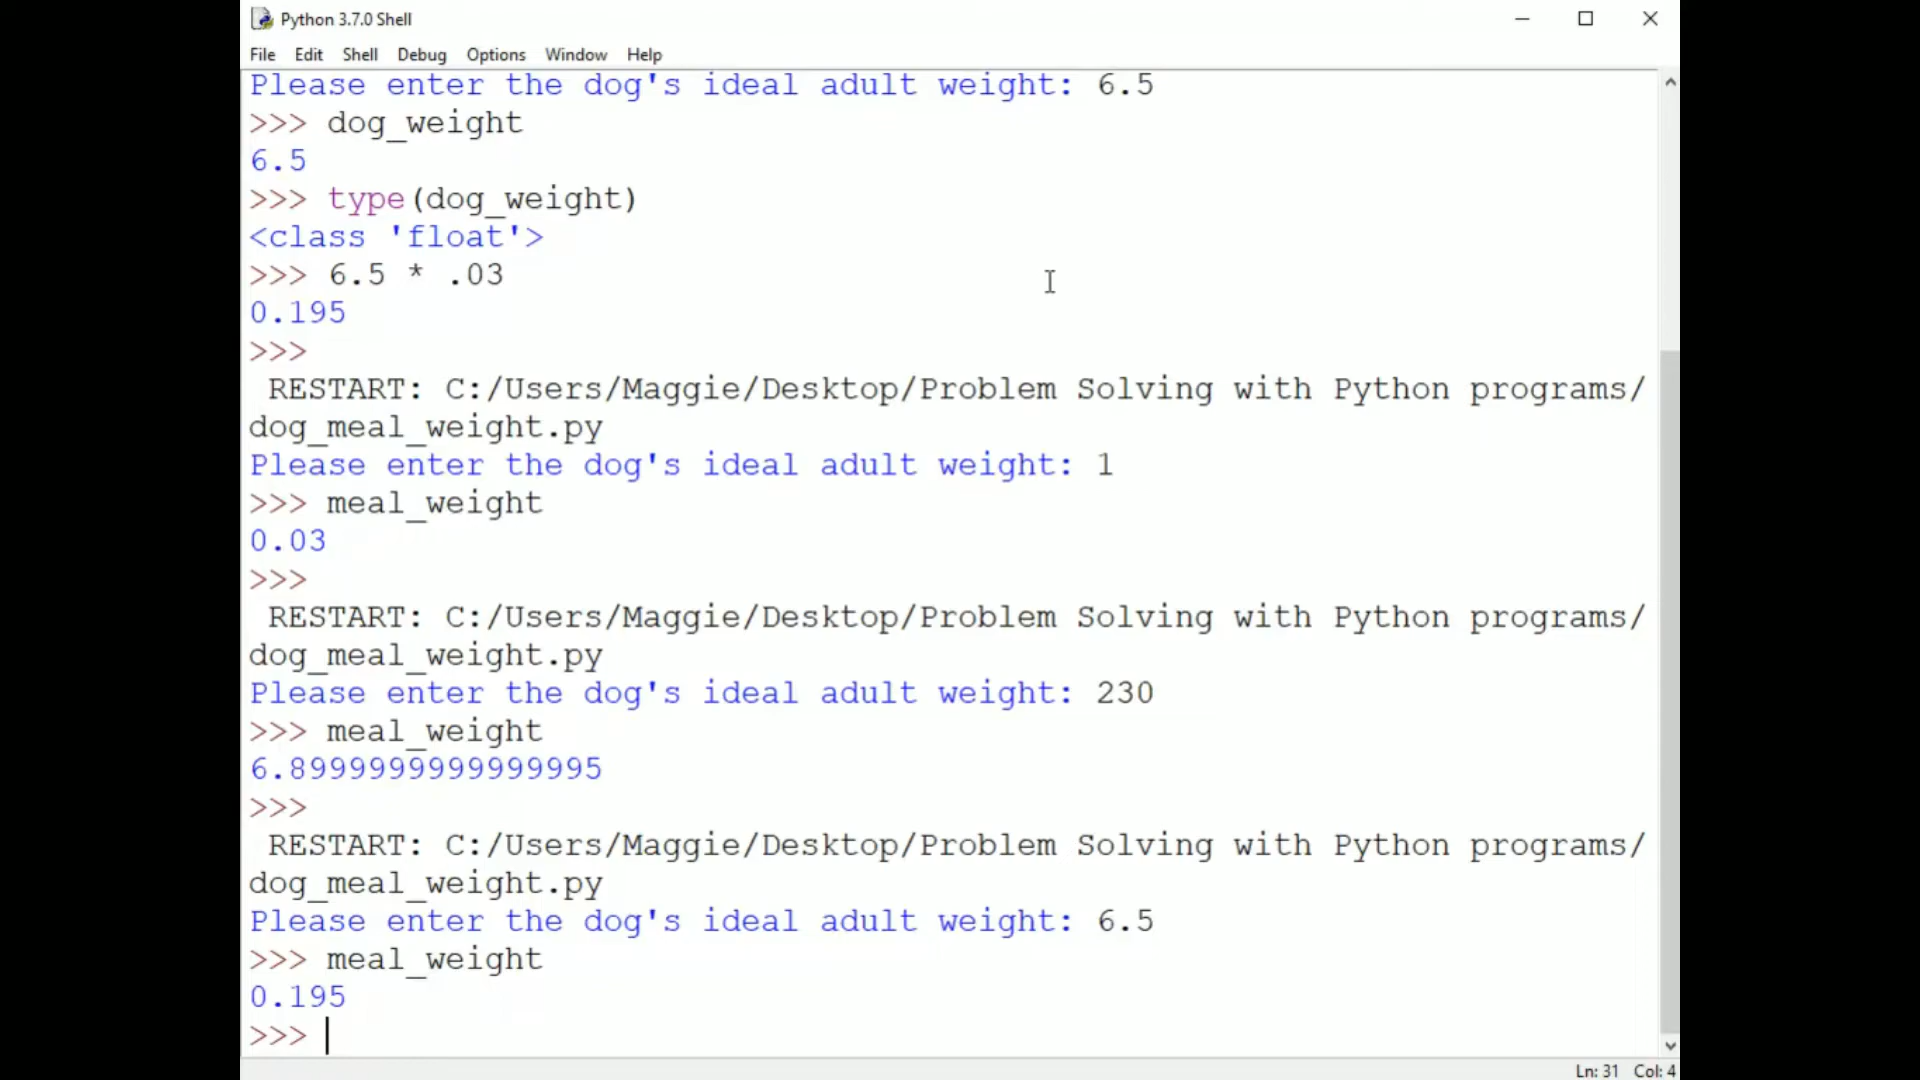 Python 3.7.0 Shell
File Edit Shell Debug Options Window Help
Please enter the dog's ideal adult weight: 6.5
>>> dog_weight
6.5
>>> type(dog_weight)
<class 'float'>
>>> 6.5 * .03
0.195
>>>
RESTART: C:/Users/Maggie/Desktop/Problem Solving with Python programs/
dog_meal_weight.py
Please enter the dog's ideal adult weight: 1
>>> meal_weight
0.03
>>>
RESTART: C:/Users/Maggie/Desktop/Problem Solving with Python programs/
dog_meal_weight.py
Please enter the dog's ideal adult weight: 230
>>> meal_weight
6.8999999999999995
>>>
RESTART: C:/Users/Maggie/Desktop/Problem Solving with Python programs/
dog_meal_weight.py
Please enter the dog's ideal adult weight: 6.5
>>> meal_weight
0.195
>>>
Ln: 31 Col: 4